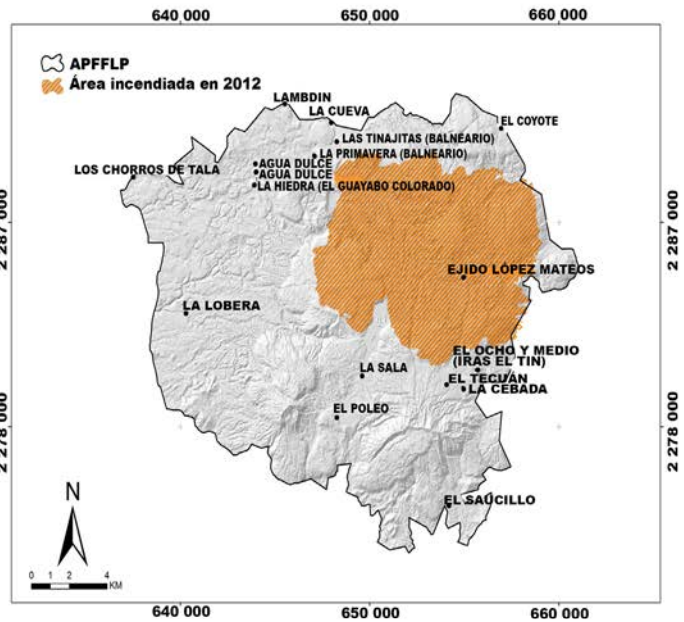 640 000 650 000 660 000
APFFLP
Área incendiada en 2012
LAMBDIN
LA CUEVA
EL COYOTE
LAS TINAJITAS (BALNEARIO)
LA PRIMAVERA (BALNEARIO)
AGUA DULCE
LOS CHORROS DE TALA
AGUA DULCE
LA HIEDRA (EL GUAYABO COLORADO)
2 287 000
2 287 000
EJIDO LÓPEZ MATEOS
LA LOBERA
EL OCHO Y MEDIO
(IRAS EL TIN)
LA SALA
EL TECUÁN
LA CEBADA
EL POLEO
2 278 000
2 278 000
N
EL SAUCILLO
0 1 2 4
KM
640 000 650 000 660 000